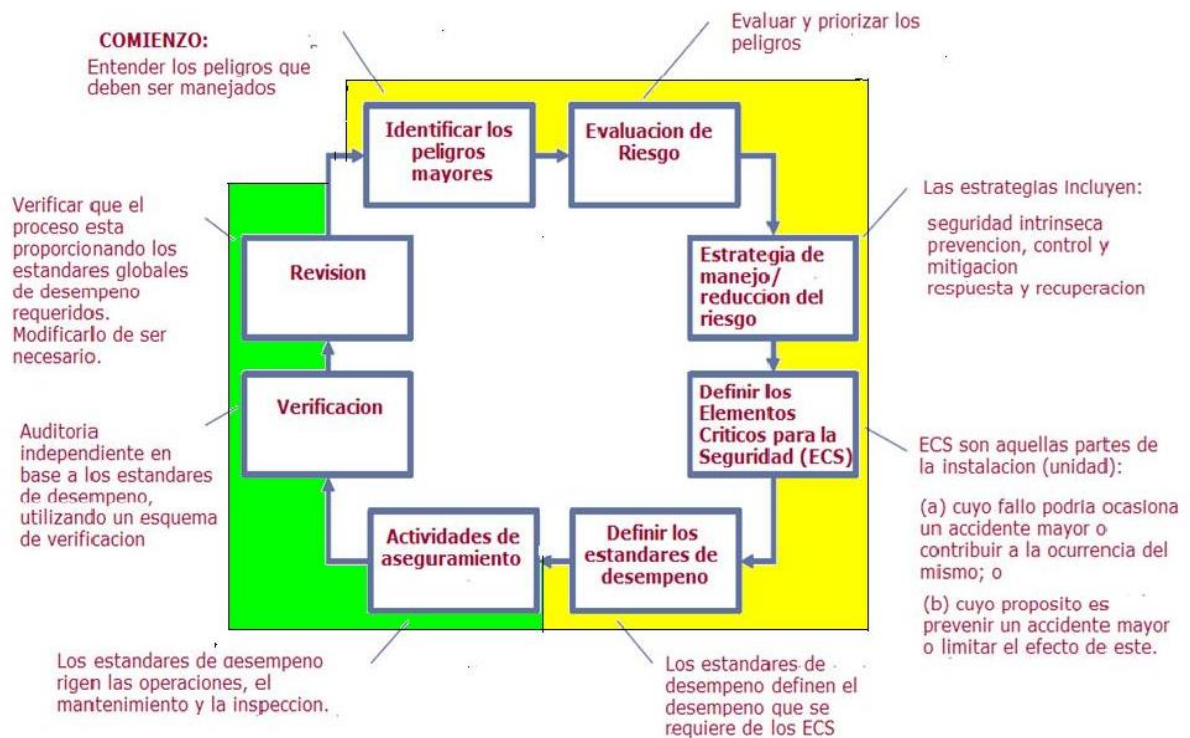 COMIENZO:
Entender los peligros que
deben ser manejados
Evaluar y priorizar los
peligros
Identificar los
peligros
mayores
Evaluacion de
Riesgo
Las estrategias incluyen:
seguridad intrinseca
prevencion, control y
mitigacion
respuesta y recuperacion
Estrategia de
manejo/
reduccion del
riesgo
Definir los
Elementos
Criticos para la
Seguridad (ECS)
ECS son aquellas partes de
la instalacion (unidad):
(a) cuyo fallo podria ocasiona
un accidente mayor o
contribuir a la ocurrencia del
mismo; o
(b) cuyo proposito es
prevenir un accidente mayor
o limitar el efecto de este.
Definir los
estandares de
desempeno
Los estandares de
desempeno definen el
desempeno que se
requiere de los ECS
Actividades de
aseguramiento
Los estandares de desempeno
rigen las operaciones, el
mantenimiento y la inspeccion.
Verificacion
Auditoria
independiente en
base a los estandares
de desempeno,
utilizando un esquema
de verificacion
Revision
Verificar que el
proceso esta
proporcionando los
estandares globales
de desempeno
requeridos.
Modificarlo de ser
necesario.